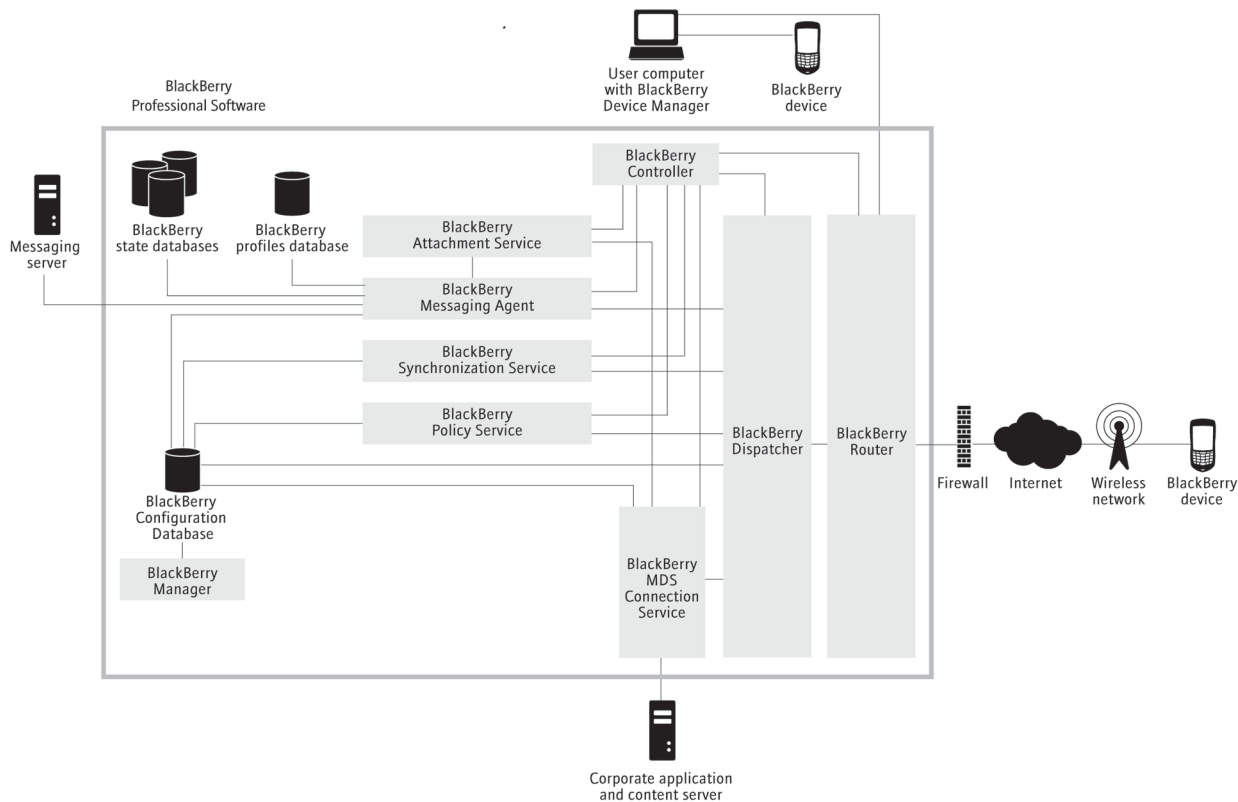 User computer
with BlackBerry
Device Manager
BlackBerry
device
BlackBerry
Professional Software
BlackBerry
Controller
Messaging
server
BlackBerry
state databases
BlackBerry
profiles database
BlackBerry
Attachment Service
BlackBerry
Messaging Agent
BlackBerry
Synchronization Service
BlackBerry
Policy Service
BlackBerry
Dispatcher
BlackBerry
Router
Firewall
Internet
Wireless
network
BlackBerry
device
BlackBerry
Configuration
Database
BlackBerry
Manager
BlackBerry
MDS
Connection
Service
Corporate application
and content server